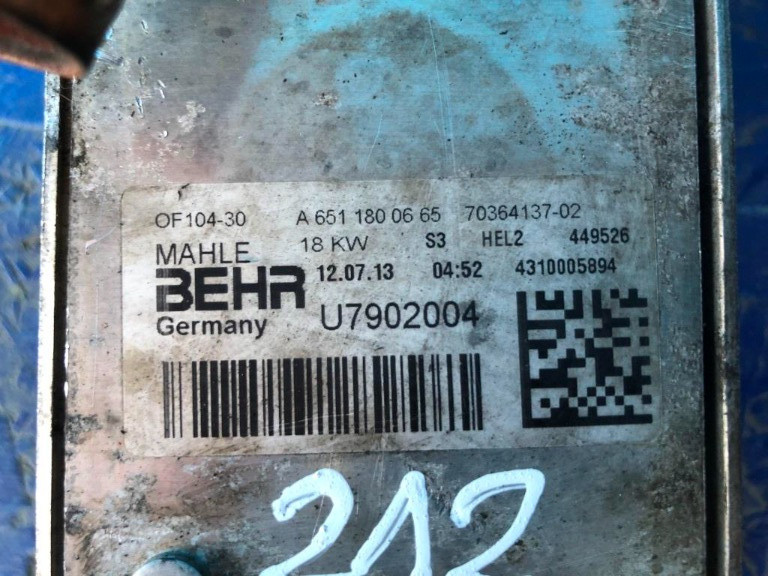 OF104-30 A 651 180 06 65 70364137-02
MAHLE 18 KW S3 HEL2 449526
BEHR 12.07.13 04:52 4310005894
Germany U7902004
212